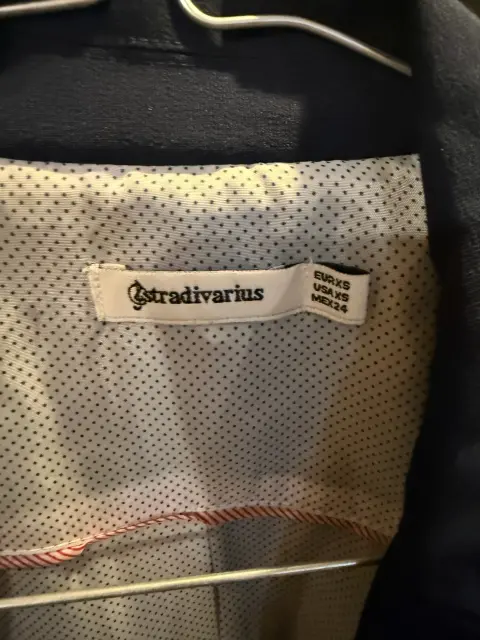 stradivarius
EUR XS
USA XS
MEX 24